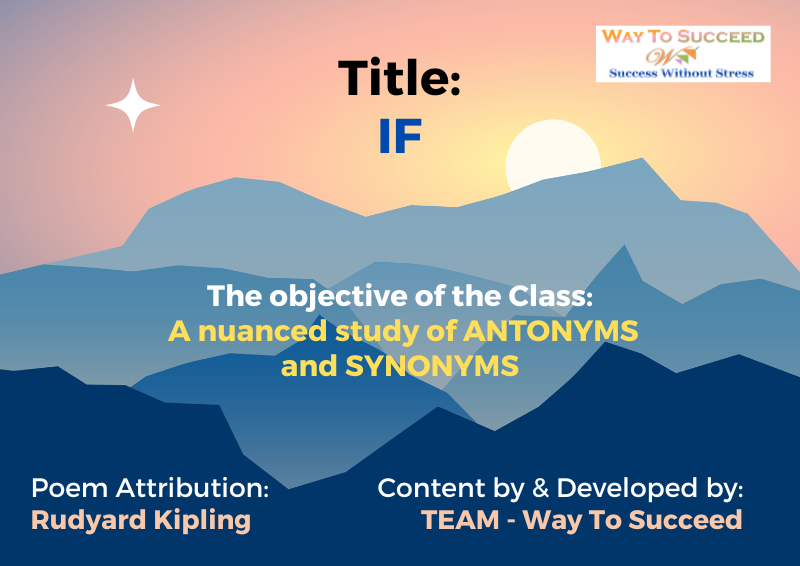 WAY TO SUCCEED
W
Success Without Stress
Title:
IF
The objective of the Class:
A nuanced study of ANTONYMS
and SYNONYMS
Poem Attribution:
Rudyard Kipling
Content by & Developed by:
TEAM - Way To Succeed